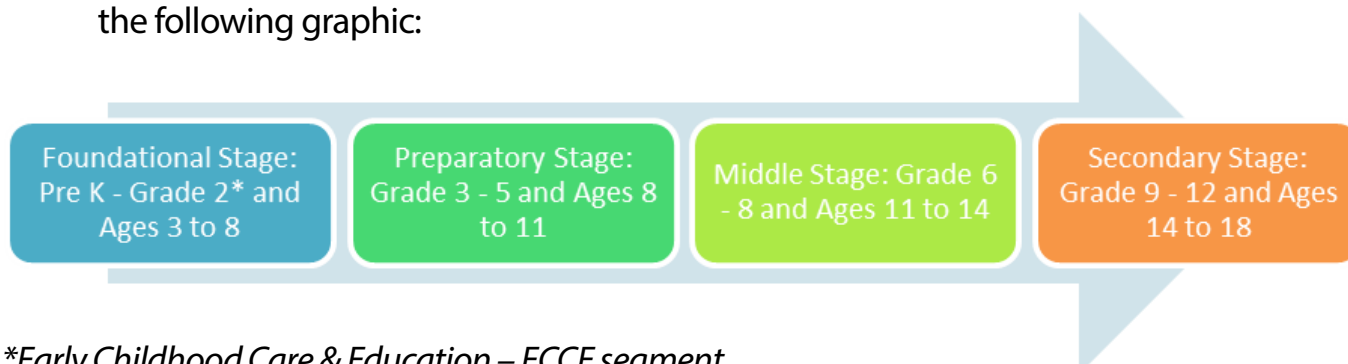 the following graphic:
Foundational Stage:
Pre K - Grade 2* and
Ages 3 to 8
Preparatory Stage:
Grade 3 - 5 and Ages 8
to 11
Middle Stage: Grade 6
- 8 and Ages 11 to 14
Secondary Stage:
Grade 9 - 12 and Ages
14 to 18
*Early Childhood Care & Education – ECCE segment